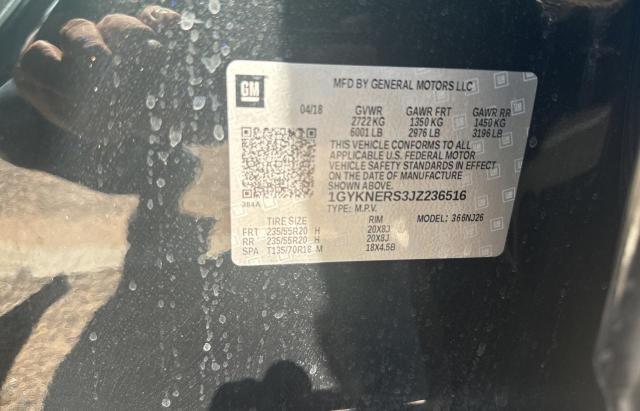 GM
MFD BY GENERAL MOTORS LLC
04/18 GVWR GAWR FRT GAWR RR
2722 KG 1350 KG 1450 KG
6001 LB 2976 LB 3196 LB
THIS VEHICLE CONFORMS TO ALL
APPLICABLE U.S. FEDERAL MOTOR
VEHICLE SAFETY STANDARDS IN EFFECT
ON THE DATE OF MANUFACTURE
SHOWN ABOVE.
384A 1GYKNERS3JZ236516
TYPE: M.P.V. MODEL: 366NJ26
TIRE SIZE RIM
FRT 235/55R20 H 20X8J
RR 235/55R20 H 20X8J
SPA T135/70R18 M 18X4.5B